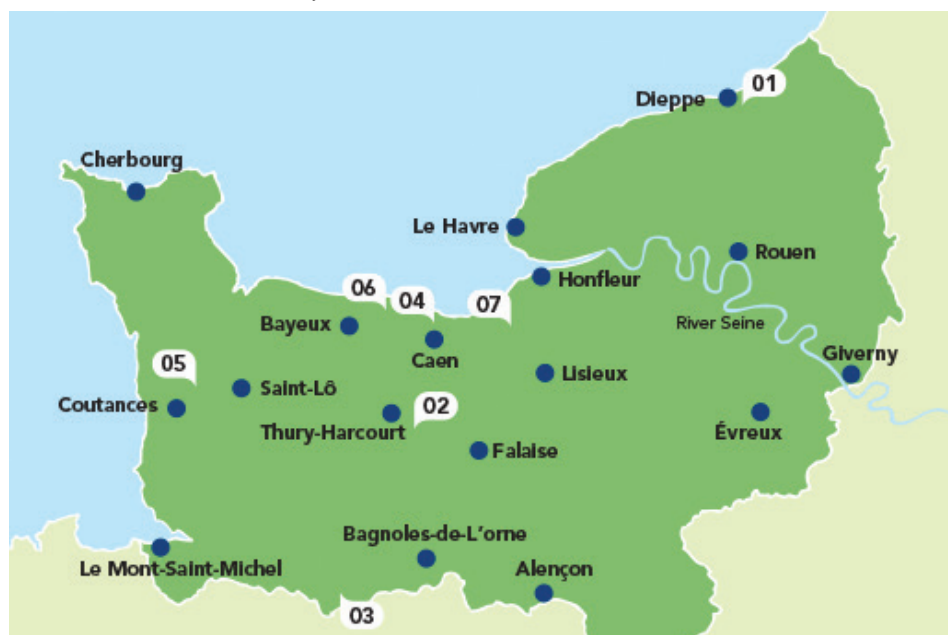 Dieppe
01
Cherbourg
Le Havre
Rouen
Honfleur
06
04
07
Bayeux
River Seine
Caen
Giverny
05
Lisieux
Saint-Lô
Coutances
02
Thury-Harcourt
Évreux
Falaise
Bagnoles-de-L'orne
Le Mont-Saint-Michel
Alençon
03